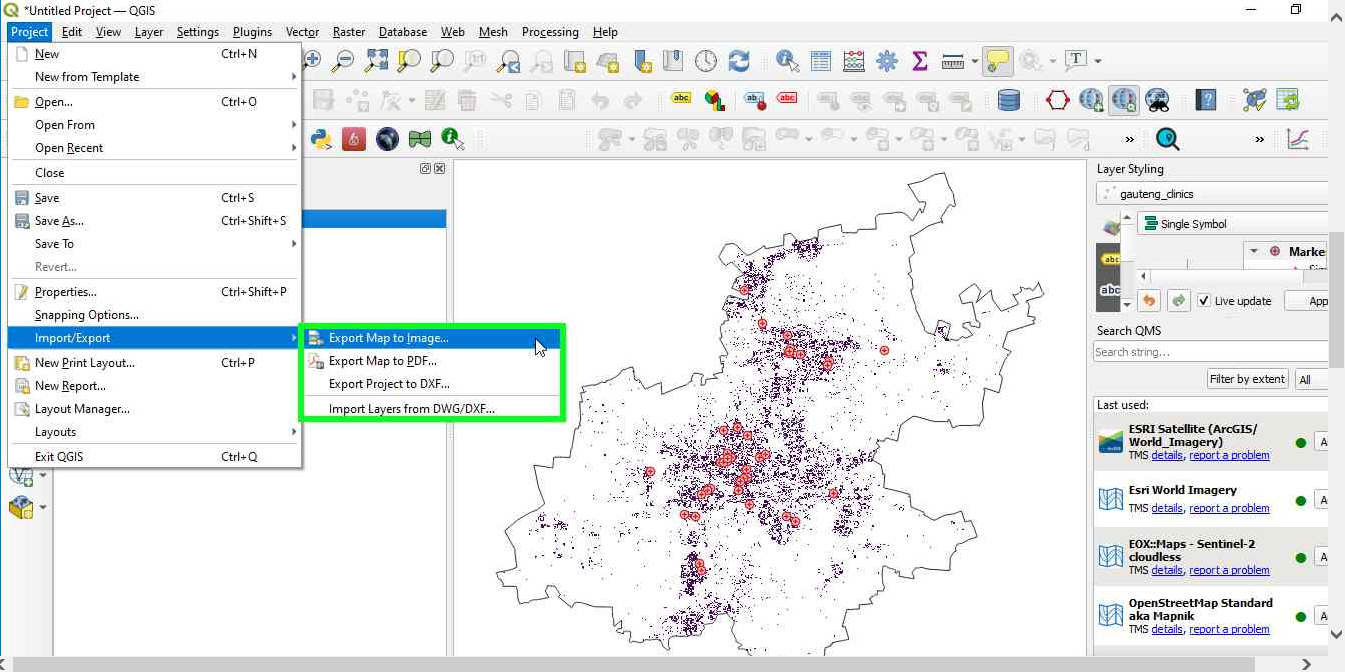 *Untitled Project — QGIS
Project Edit View Layer Settings Plugins Vector Raster Database Web Mesh Processing Help
New Ctrl+N
New from Template
Open... Ctrl+O
Open From
Open Recent
Close
Save Ctrl+S
Save As... Ctrl+Shift+S
Save To
Revert...
Properties... Ctrl+Shift+P
Snapping Options...
Import/Export
New Print Layout... Ctrl+P
New Report...
Layout Manager...
Layouts
Exit QGIS Ctrl+Q
Export Map to Image...
Export Map to PDF...
Export Project to DXF...
Import Layers from DWG/DXF...
abc
abc
abc
T
»
»
Layer Styling
gauteng_clinics
Single Symbol
abc
Marke
abc
Live update
App
Search QMS
Search string...
Filter by extent
All
Last used:
ESRI Satellite (ArcGIS/
World_Imagery)
TMS details, report a problem
A
Esri World Imagery
TMS details, report a problem
A
EOX::Maps - Sentinel-2
cloudless
TMS details, report a problem
A
OpenStreetMap Standard
aka Mapnik
TMS details, report a problem
A